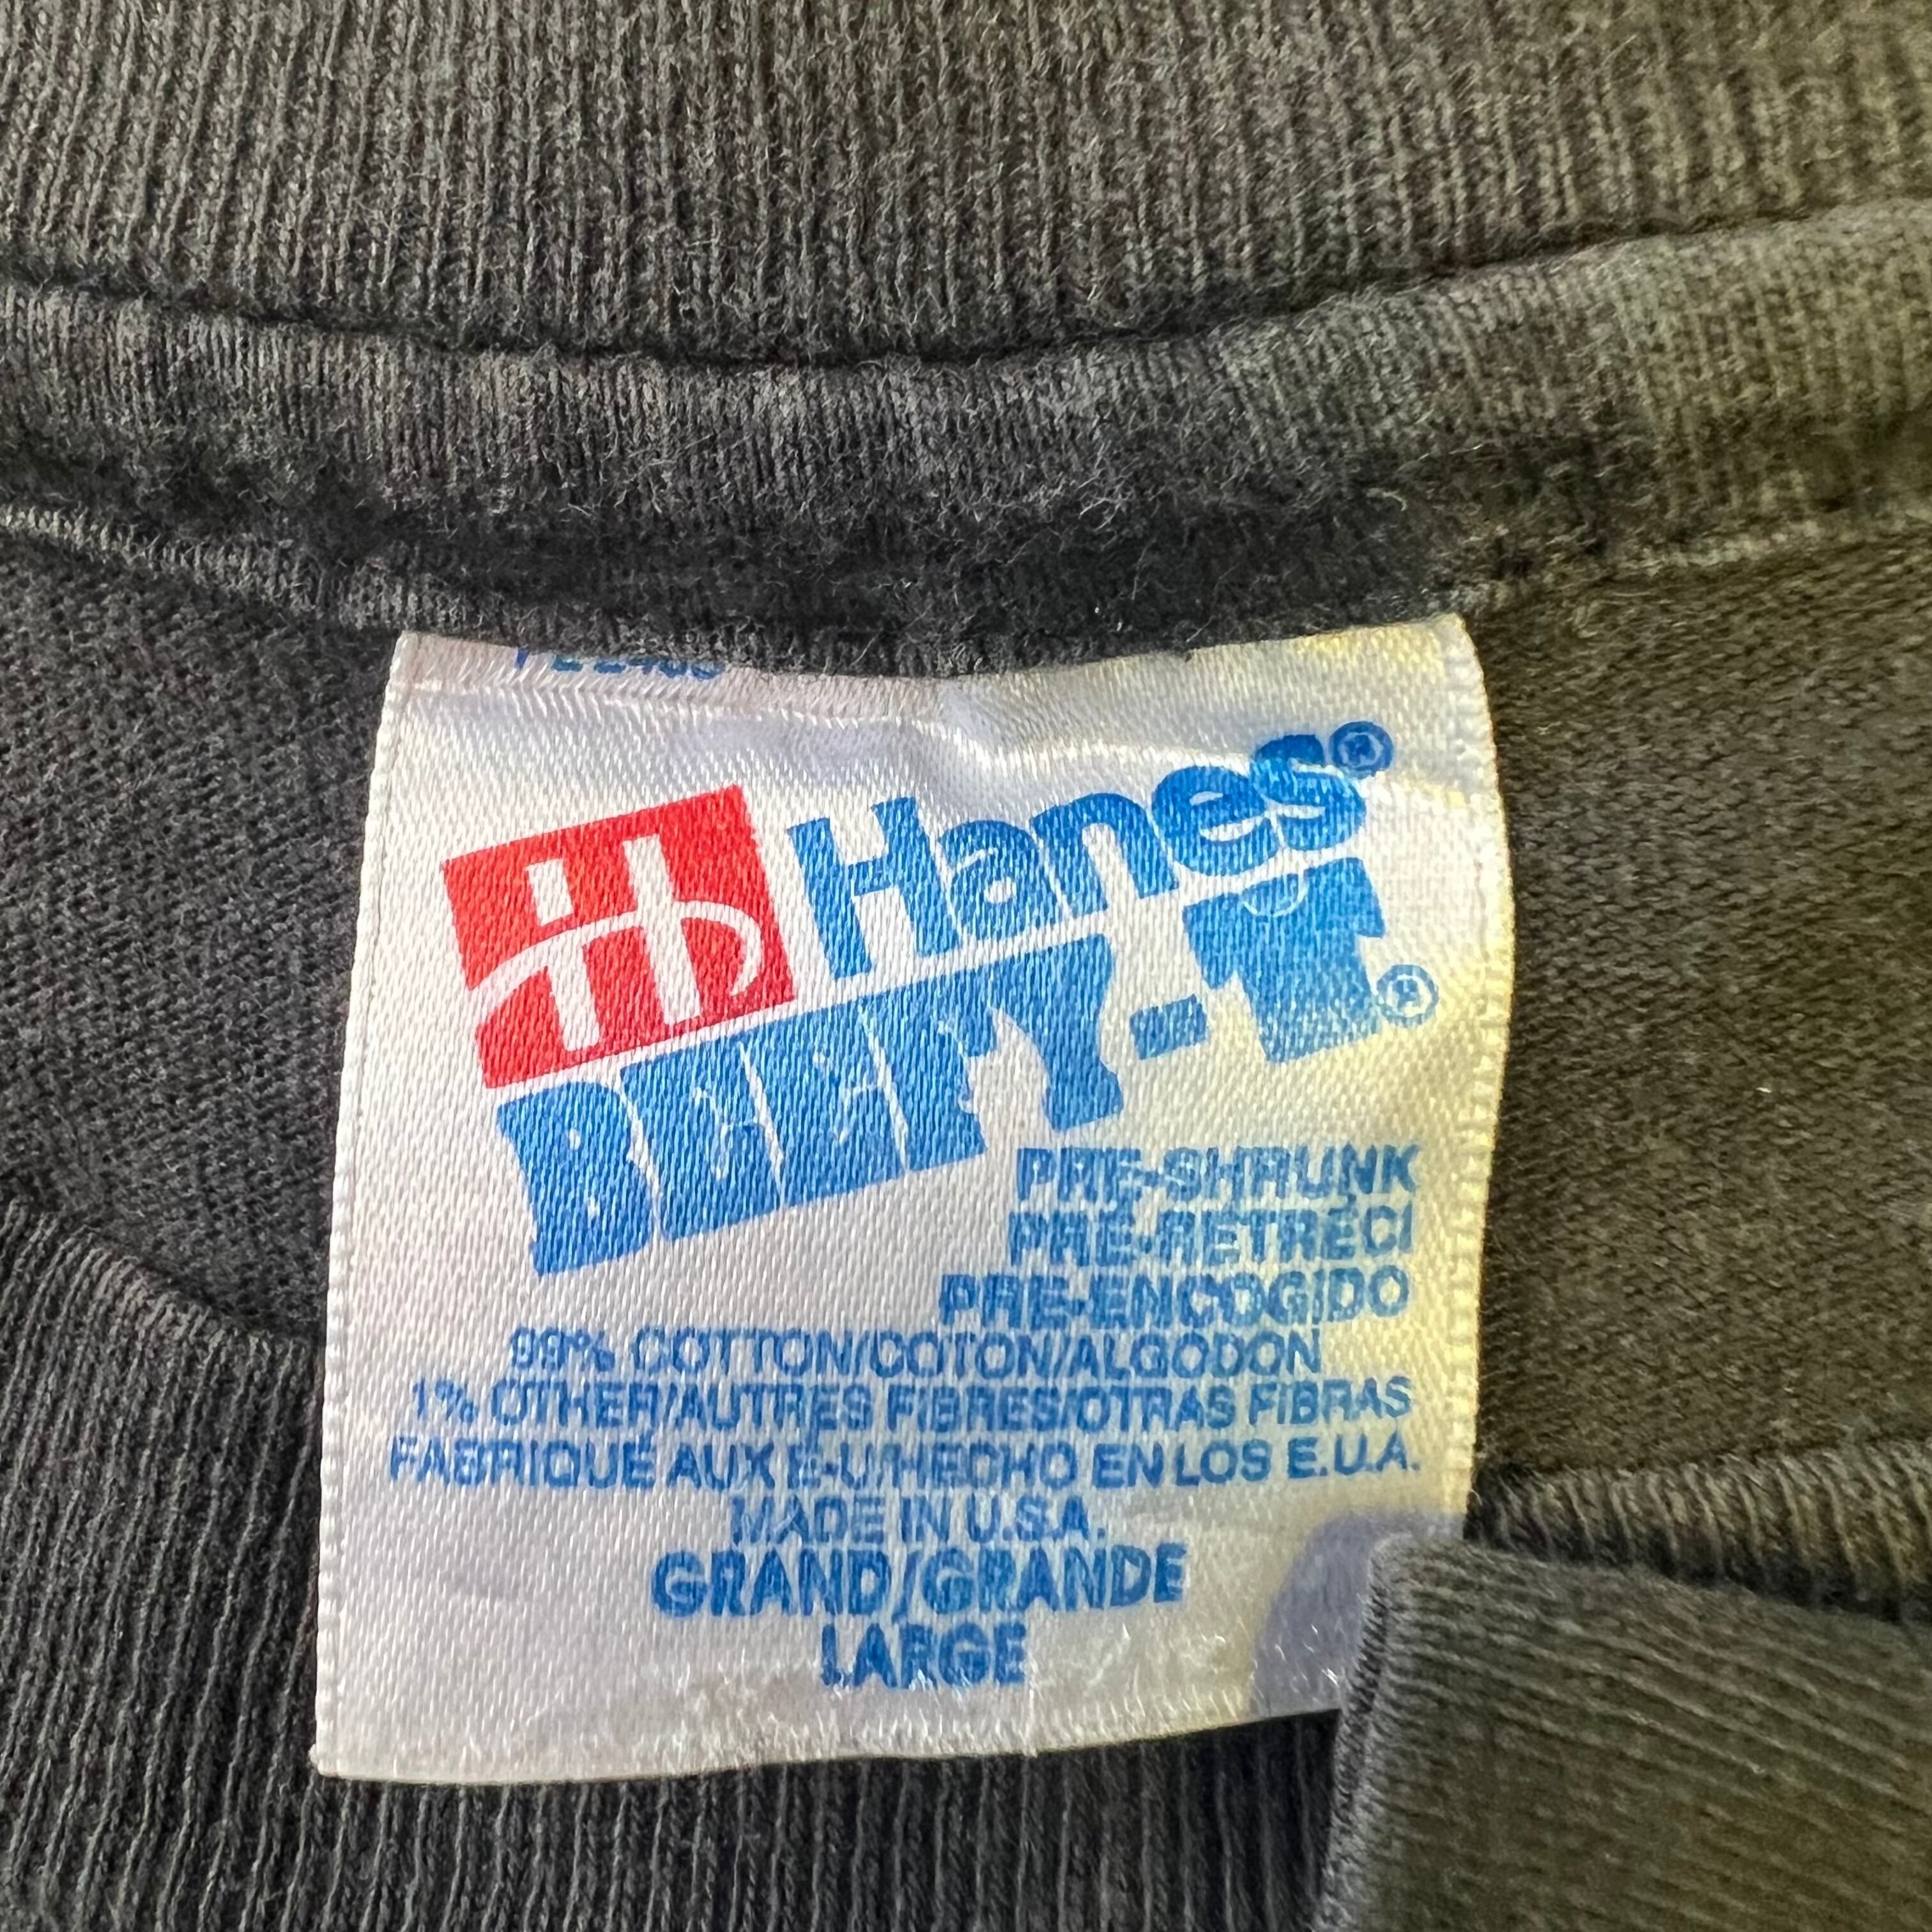 Hanes®
BEEFY-T®
PRE-SHRUNK
PRÉ-RETRÉCI
PRE-ENCOGIDO
99% COTTON/COTON/ALGODON
1% OTHER/AUTRES FIBRES/OTRAS FIBRAS
FABRIQUÉ AUX É-U/HECHO EN LOS E.U.A.
MADE IN U.S.A.
GRAND/GRANDE
LARGE